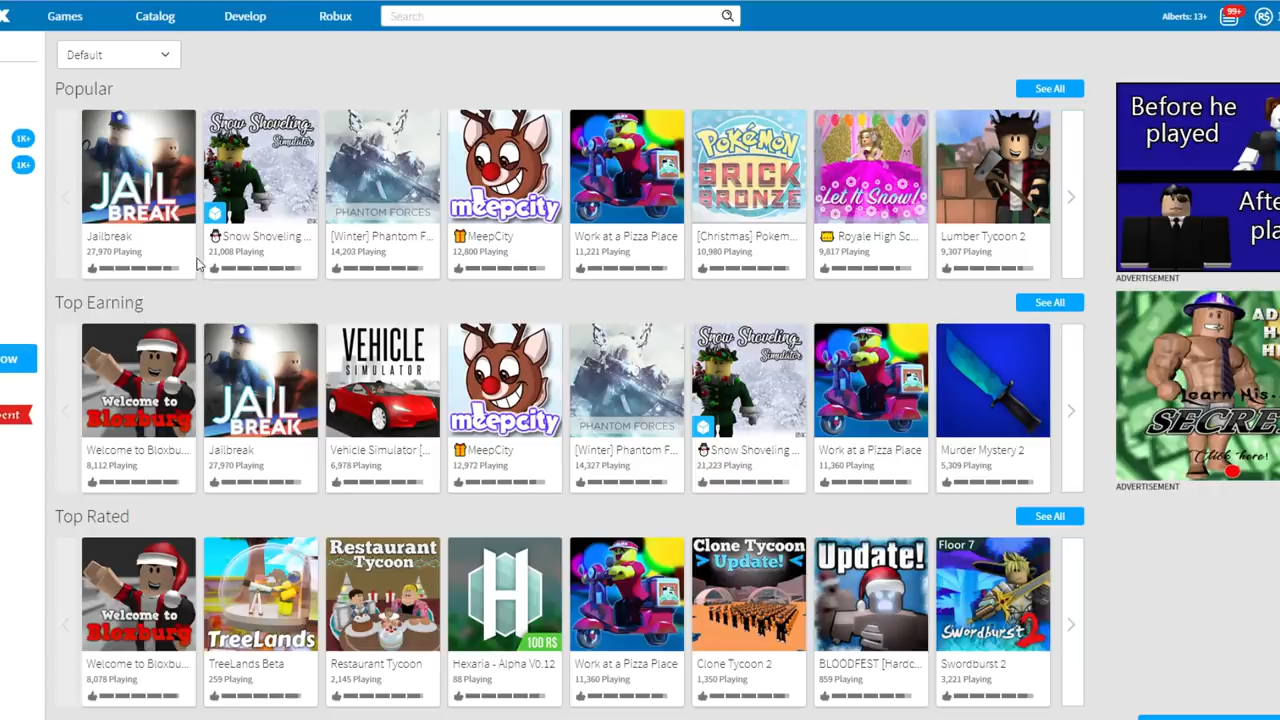 Games Catalog Develop Robux Search Alberts: 13+ 99+ R$
Default
Popular See All
1K+
1K+
JAIL BREAK
Snow Shoveling Simulator
PHANTOM FORCES
meepcity
POKéMON BRICK BRONZE
Let It Snow!
Jailbreak
27,970 Playing
Snow Shoveling ...
21,008 Playing
[Winter] Phantom F...
14,203 Playing
MeepCity
12,800 Playing
Work at a Pizza Place
11,221 Playing
[Christmas] Pokem...
10,980 Playing
Royale High Sc...
9,817 Playing
Lumber Tycoon 2
9,307 Playing
Before he
played
ADVERTISEMENT
Top Earning See All
Welcome to
Bloxburg
JAIL BREAK
VEHICLE
SIMULATOR
meepcity
PHANTOM FORCES
Snow Shoveling Simulator
Welcome to Bloxbu...
8,112 Playing
Jailbreak
27,970 Playing
Vehicle Simulator [...
6,978 Playing
MeepCity
12,972 Playing
[Winter] Phantom F...
14,327 Playing
Snow Shoveling ...
21,223 Playing
Work at a Pizza Place
11,360 Playing
Murder Mystery 2
5,309 Playing
Click here!
ADVERTISEMENT
Top Rated See All
Welcome to
Bloxburg
TreeLands
Restaurant
Tycoon
H
100 R$
Clone Tycoon
> Update! <
Update!
Floor 7
Swordburst 2
Welcome to Bloxbu...
8,078 Playing
TreeLands Beta
259 Playing
Restaurant Tycoon
2,145 Playing
Hexaria - Alpha V0.12
88 Playing
Work at a Pizza Place
11,360 Playing
Clone Tycoon 2
1,350 Playing
BLOODFEST [Hardc...
859 Playing
Swordburst 2
3,221 Playing